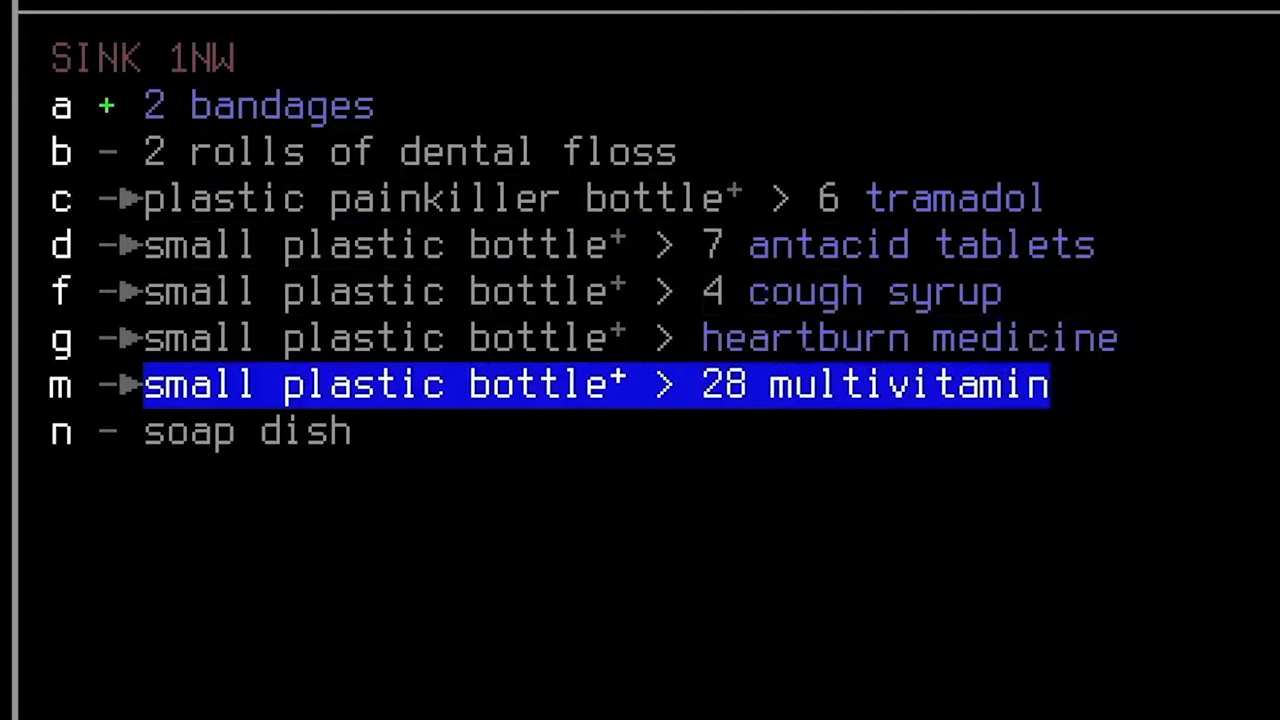 SINK 1NW
a + 2 bandages
b - 2 rolls of dental floss
c -▶plastic painkiller bottle⁺ > 6 tramadol
d -▶small plastic bottle⁺ > 7 antacid tablets
f -▶small plastic bottle⁺ > 4 cough syrup
g -▶small plastic bottle⁺ > heartburn medicine
m -▶small plastic bottle⁺ > 28 multivitamin
n - soap dish